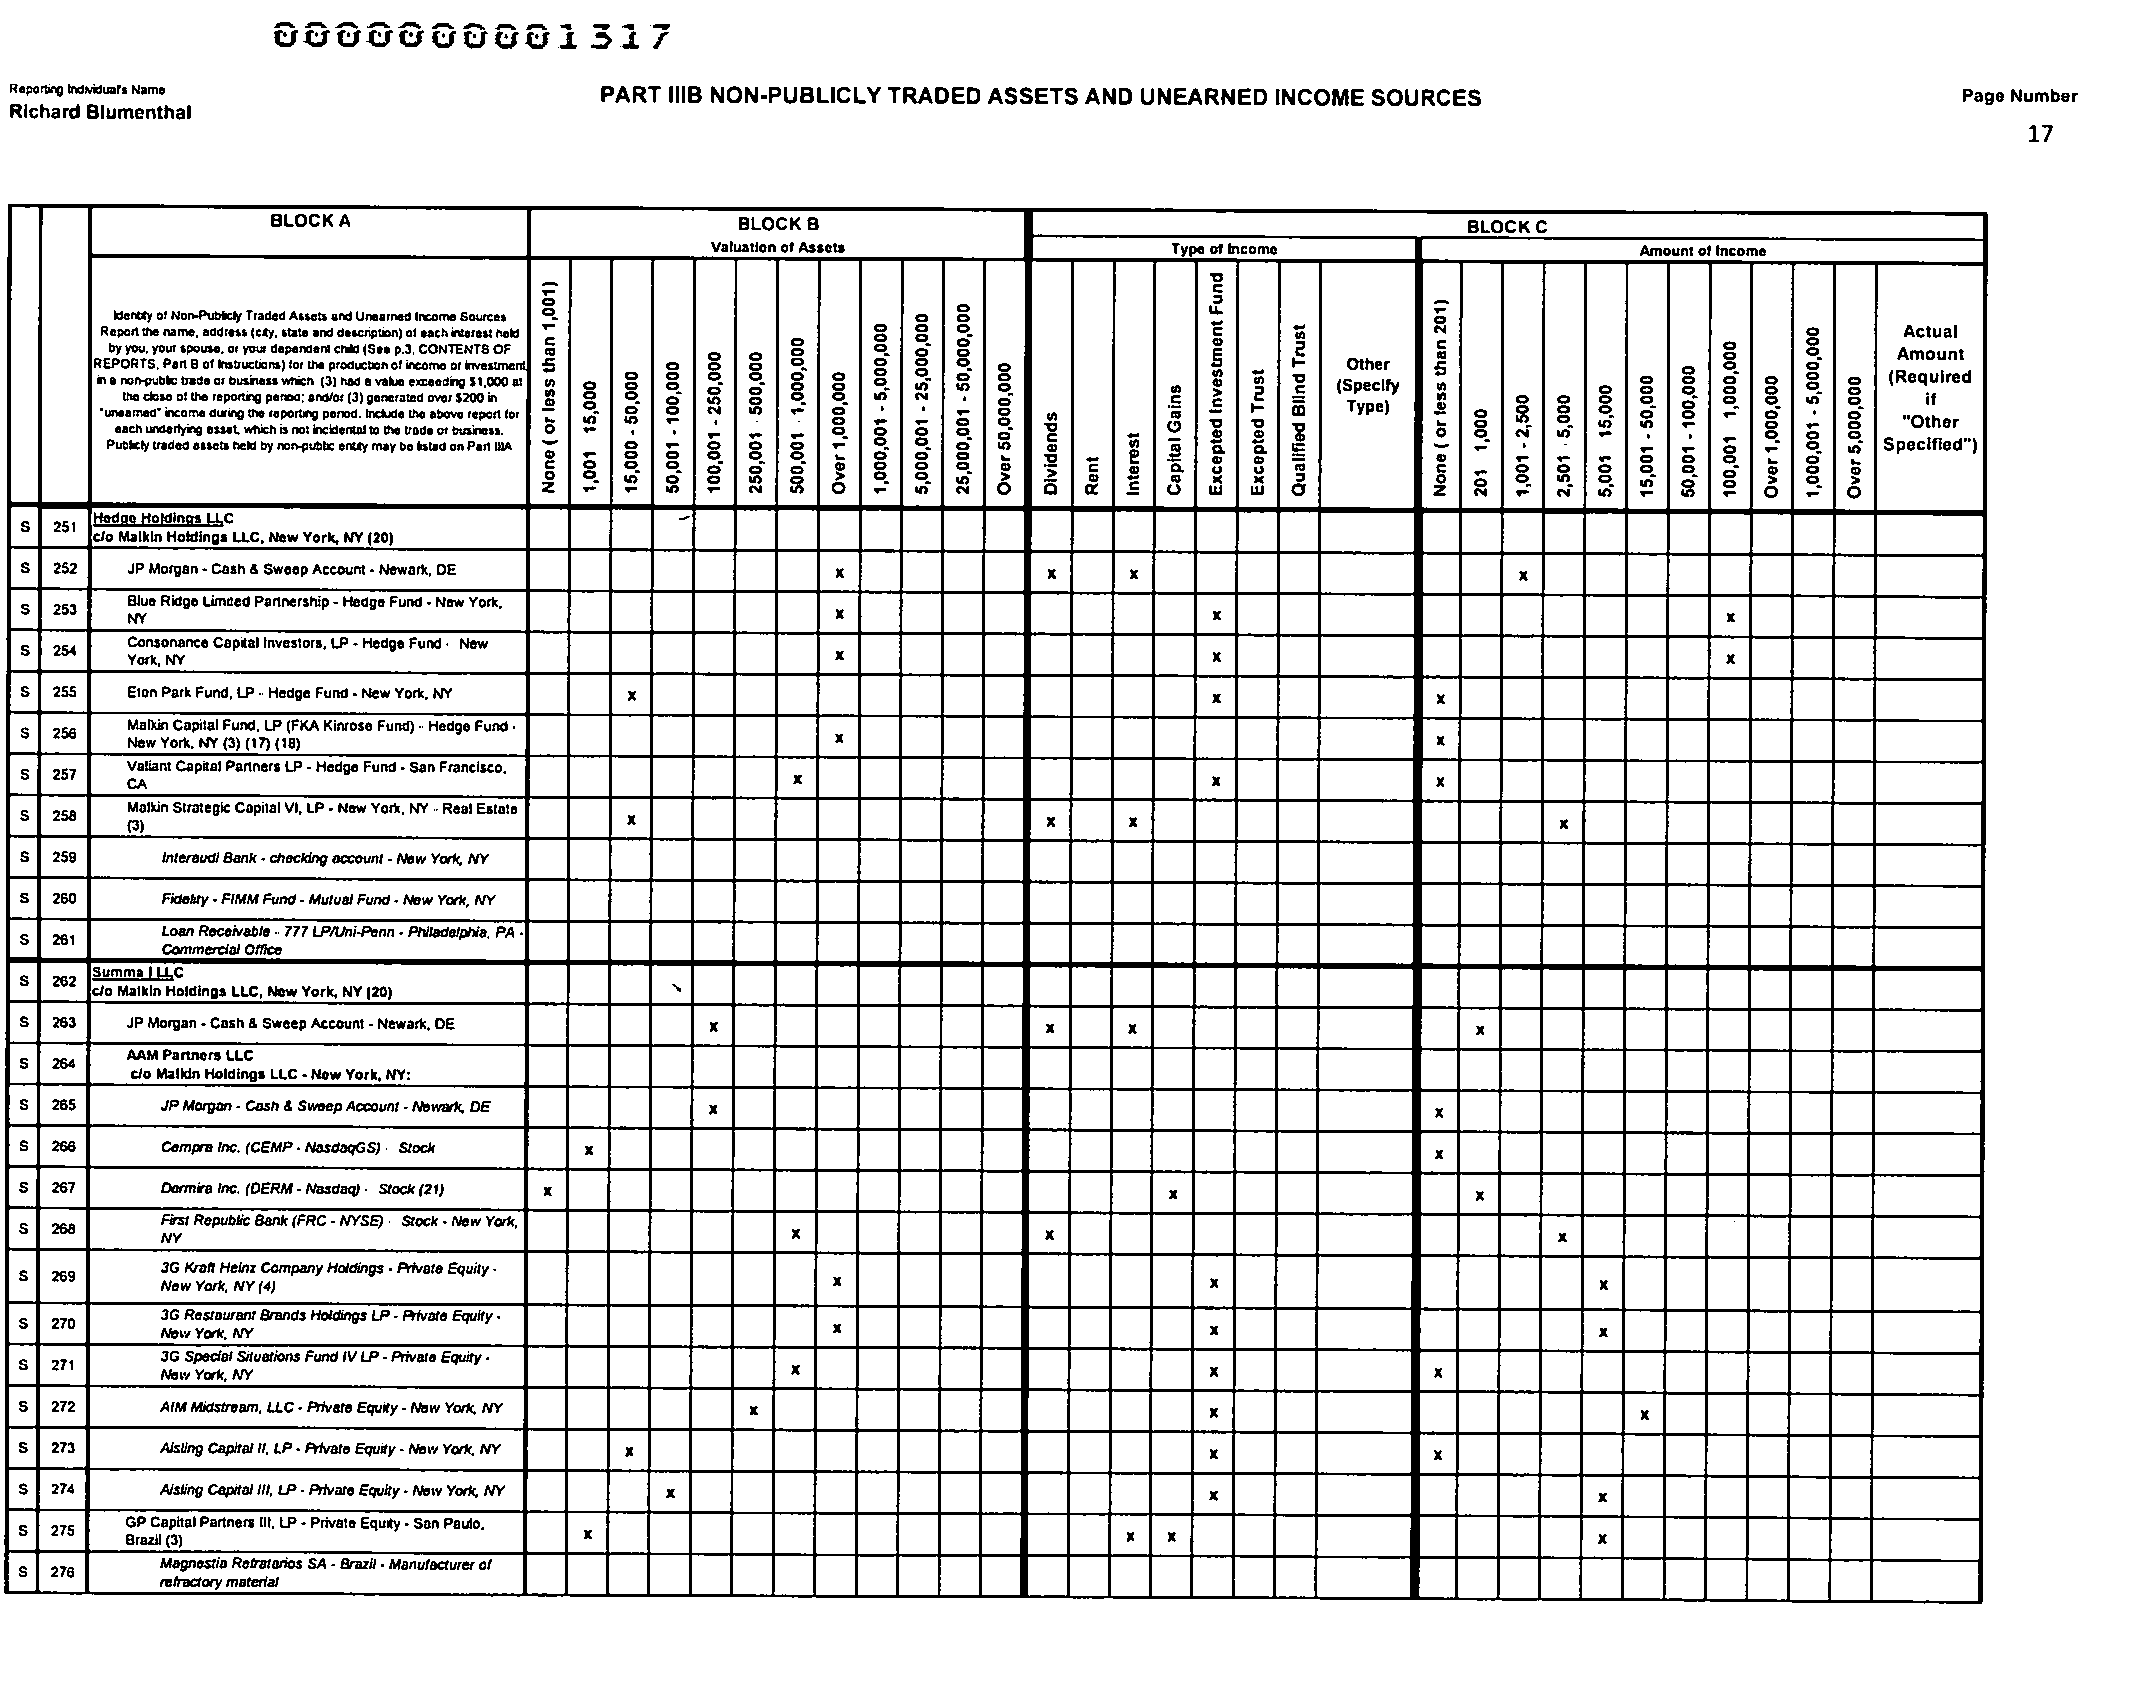 0000000001317
Reporting Individual's Name
Richard Blumenthal
PART IIIB NON-PUBLICLY TRADED ASSETS AND UNEARNED INCOME SOURCES
Page Number
17
BLOCK A
BLOCK B
Valuation of Assets
BLOCK C
Type of Income
Amount of Income
Identity of Non-Publicly Traded Assets and Unearned Income Sources
Report the name, address (city, state and description) of each interest held
by you, your spouse, or your dependent child (See p.3, CONTENTS OF
REPORTS, Part B of Instructions) for the production of income or investment
in a non-public trade or business which (3) had a value exceeding $1,000 at
the close of the reporting period; and/or (3) generated over $200 in
"unearned" income during the reporting period. Include the above report for
each underlying asset, which is not incidental to the trade or business.
Publicly traded assets held by non-public entity may be listed on Part IIIA
None ( or less than 1,001)
1,001 15,000
15,000 - 50,000
50,001 - 100,000
100,001 - 250,000
250,001 - 500,000
500,001 - 1,000,000
Over 1,000,000
1,000,001 - 5,000,000
5,000,001 - 25,000,000
25,000,001 - 50,000,000
Over 50,000,000
Dividends
Rent
Interest
Capital Gains
Excepted Investment Fund
Excepted Trust
Qualified Blind Trust
Other
(Specify
Type)
None ( or less than 201)
201 1,000
1,001 - 2,500
2,501 5,000
5,001 15,000
15,001 - 50,000
50,001 - 100,000
100,001 1,000,000
Over 1,000,000
1,000,001 - 5,000,000
Over 5,000,000
Actual
Amount
(Required
if
"Other
Specified")
S 251 Hedge Holdings LLC
c/o Malkin Holdings LLC, New York, NY (20)
S 252 JP Morgan - Cash & Sweep Account - Newark, DE x x x x
S 253 Blue Ridge Limited Partnership - Hedge Fund - New York,
NY x x x
S 254 Consonance Capital Investors, LP - Hedge Fund - New
York, NY x x x
S 255 Eton Park Fund, LP - Hedge Fund - New York, NY x x x
S 256 Malkin Capital Fund, LP (FKA Kinrose Fund) - Hedge Fund -
New York, NY (3) (17) (18) x x
S 257 Valiant Capital Partners LP - Hedge Fund - San Francisco,
CA x x x
S 258 Malkin Strategic Capital VI, LP - New York, NY - Real Estate
(3) x x x x
S 259 Interaudi Bank - checking account - New York, NY
S 260 Fidelity - FIMM Fund - Mutual Fund - New York, NY
S 261 Loan Receivable - 777 LP/Uni-Penn - Philadelphia, PA -
Commercial Office
S 262 Summa I LLC
c/o Malkin Holdings LLC, New York, NY (20)
S 263 JP Morgan - Cash & Sweep Account - Newark, DE x x x x
S 264 AAM Partners LLC
c/o Malkin Holdings LLC - New York, NY:
S 265 JP Morgan - Cash & Sweep Account - Newark, DE x x
S 266 Cempra Inc. (CEMP - NasdaqGS) - Stock x x
S 267 Dermira Inc. (DERM - Nasdaq) - Stock (21) x x x
S 268 First Republic Bank (FRC - NYSE) - Stock - New York,
NY x x x
S 269 3G Kraft Heinz Company Holdings - Private Equity -
New York, NY (4) x x x
S 270 3G Restaurant Brands Holdings LP - Private Equity -
New York, NY x x x
S 271 3G Special Situations Fund IV LP - Private Equity -
New York, NY x x x
S 272 AIM Midstream, LLC - Private Equity - New York, NY x x x
S 273 Aisling Capital II, LP - Private Equity - New York, NY x x x
S 274 Aisling Capital III, LP - Private Equity - New York, NY x x x
S 275 GP Capital Partners III, LP - Private Equity - San Paulo,
Brazil (3) x x x x
S 276 Magnestia Refratarios SA - Brazil - Manufacturer of
refractory material